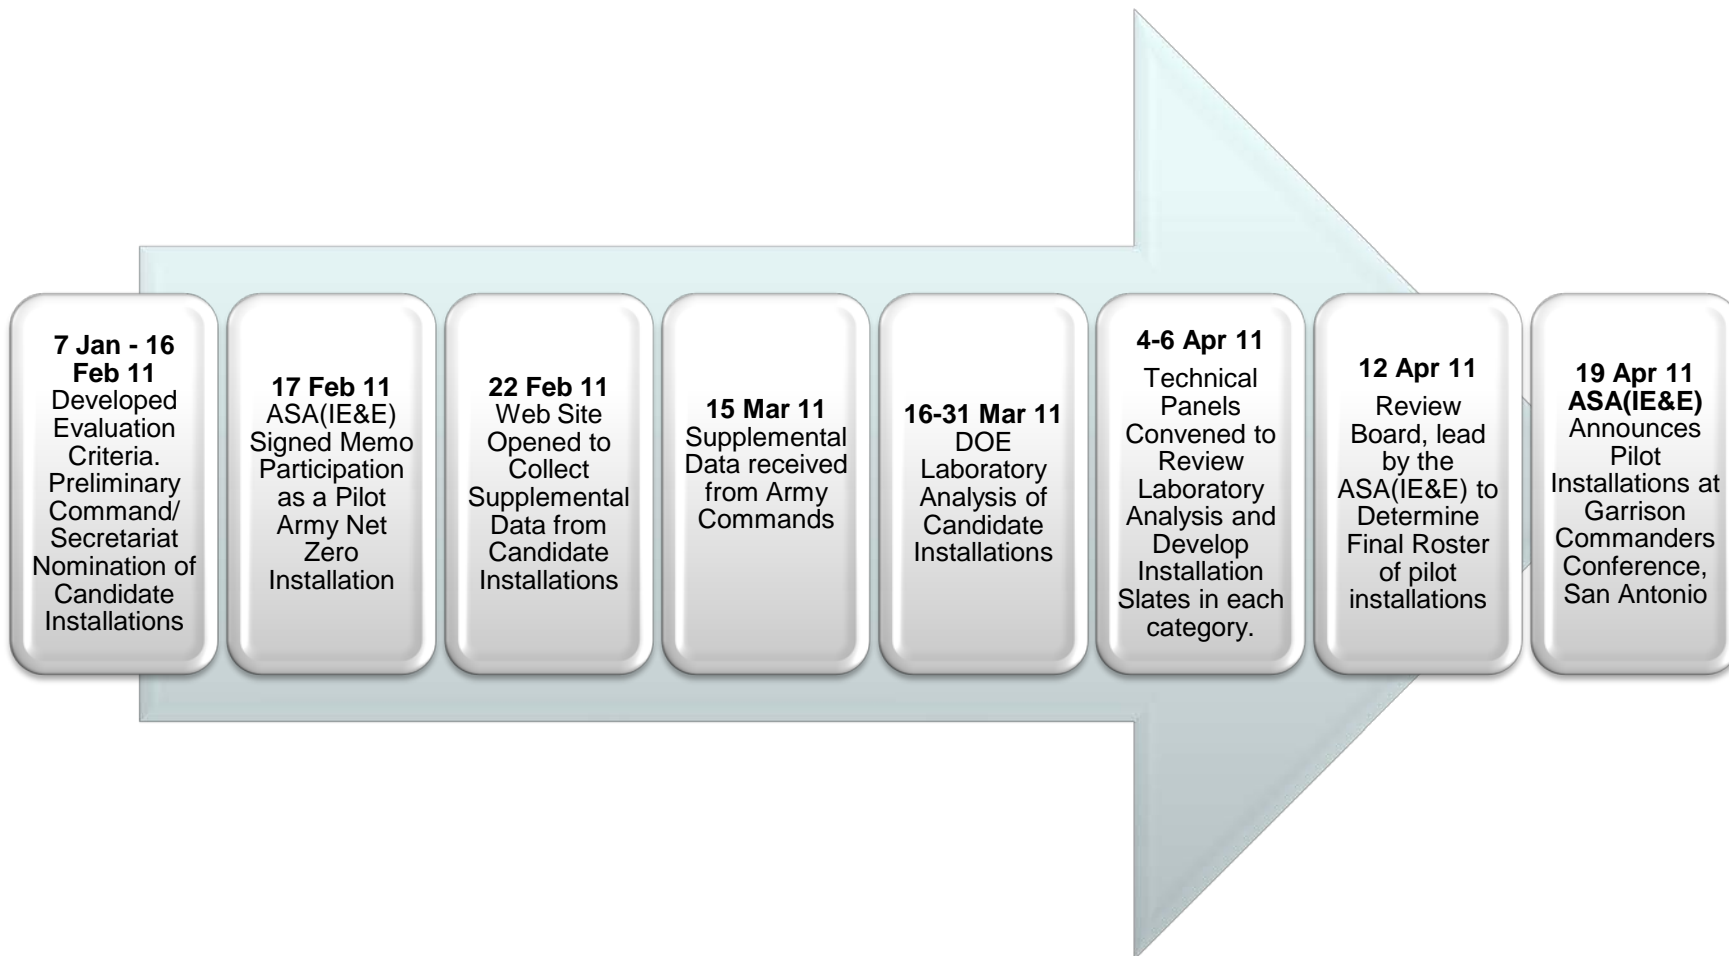 7 Jan - 16
Feb 11
Developed
Evaluation
Criteria.
Preliminary
Command/
Secretariat
Nomination of
Candidate
Installations
17 Feb 11
ASA(IE&E)
Signed Memo
Participation
as a Pilot
Army Net
Zero
Installation
22 Feb 11
Web Site
Opened to
Collect
Supplemental
Data from
Candidate
Installations
15 Mar 11
Supplemental
Data received
from Army
Commands
16-31 Mar 11
DOE
Laboratory
Analysis of
Candidate
Installations
4-6 Apr 11
Technical
Panels
Convened to
Review
Laboratory
Analysis and
Develop
Installation
Slates in each
category.
12 Apr 11
Review
Board, lead
by the
ASA(IE&E) to
Determine
Final Roster
of pilot
installations
19 Apr 11
ASA(IE&E)
Announces
Pilot
Installations at
Garrison
Commanders
Conference,
San Antonio